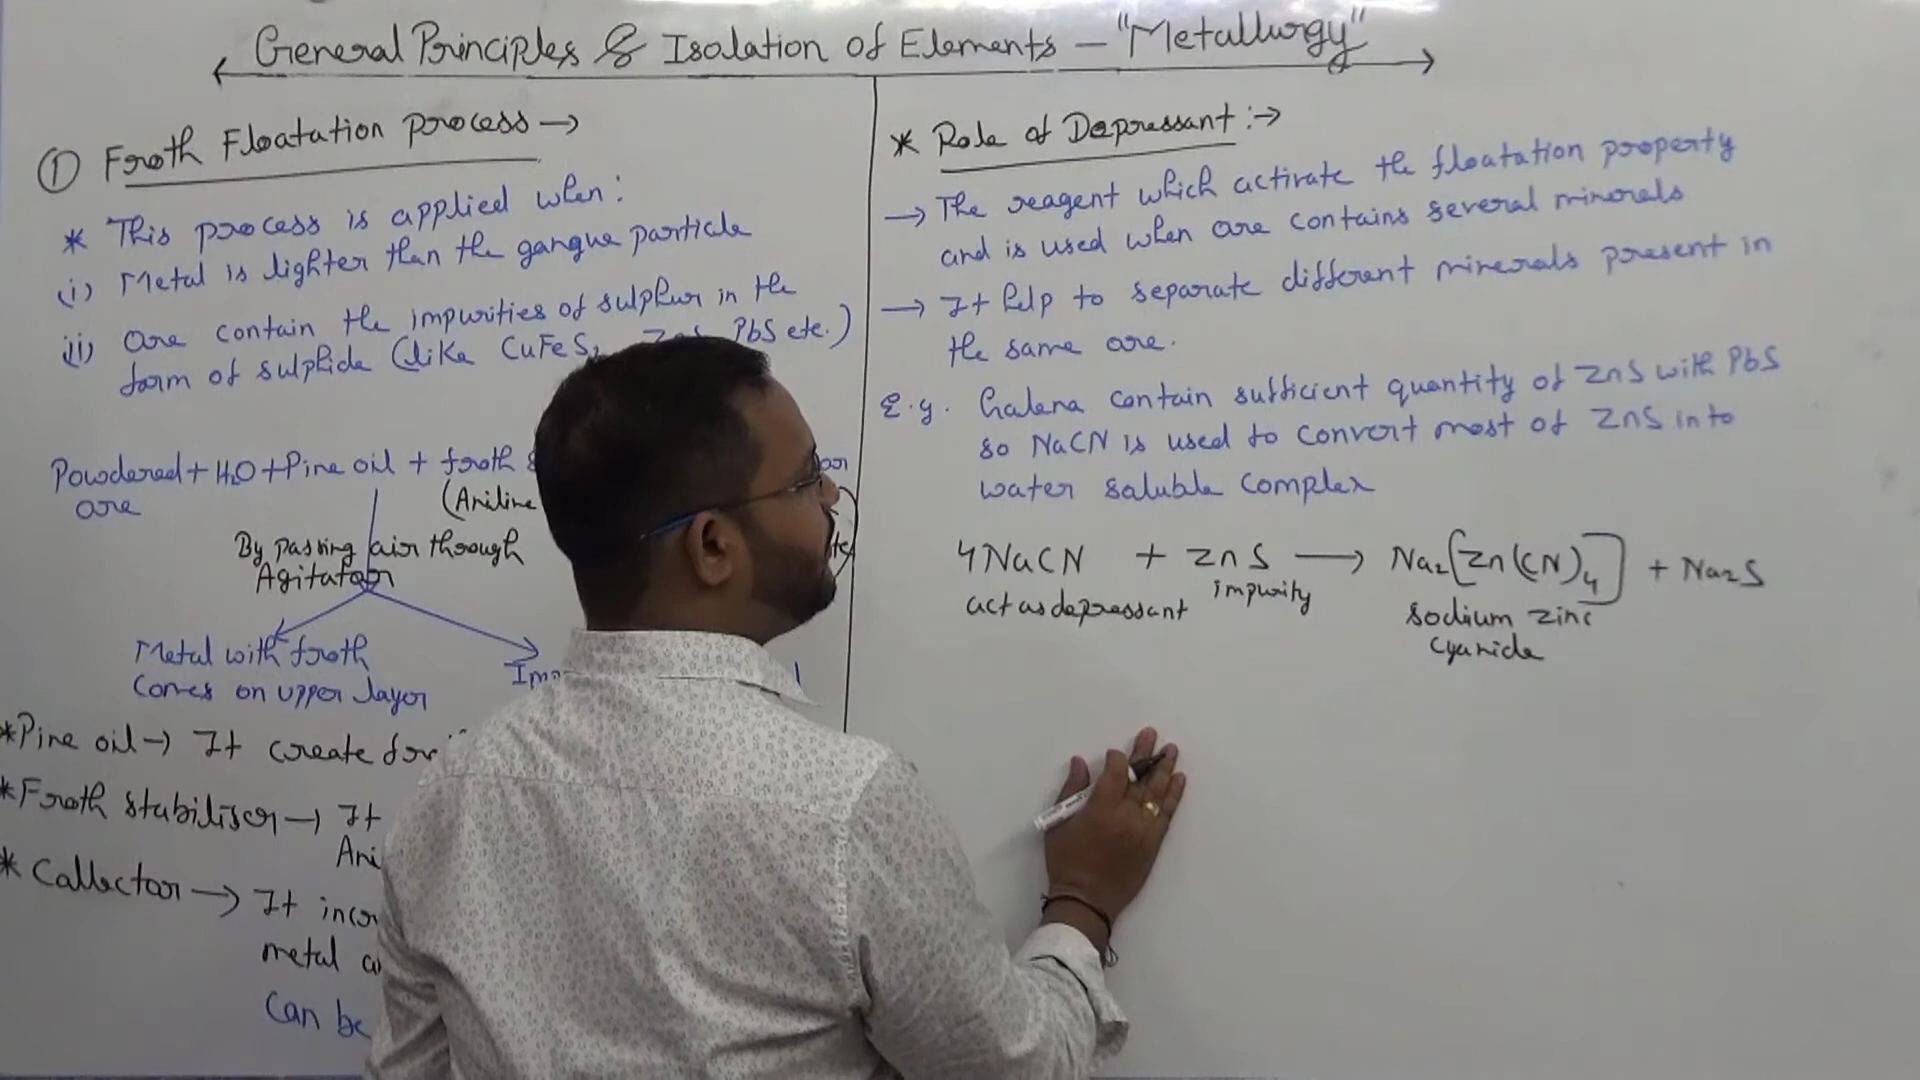 General Principles & Isolation of Elements - "Metallurgy"
① Froth Floatation process →
* This process is applied when:
(i) Metal is lighter than the gangue particle
(ii) Ore contain the impurities of sulphur in the
form of sulphide (like CuFeS₂ PbS etc.)
Powdered + H₂O + Pine oil + froth
ore
(Aniline
By passing air through
Agitator
Metal with froth
comes on upper layer
* Pine oil → It create
* Froth stabiliser → It
* Collector → It
metal
Can be
* Role of Depressant :→
→ The reagent which activate the floatation property
and is used when ore contains several minerals
→ It help to separate different minerals present in
the same ore.
E.g. Galena contain sufficient quantity of ZnS with PbS
so NaCN is used to convert most of ZnS into
water soluble complex
4NaCN + ZnS → Na₂[Zn(CN)₄] + Na₂S
act as depressant impurity sodium zinc
cyanide